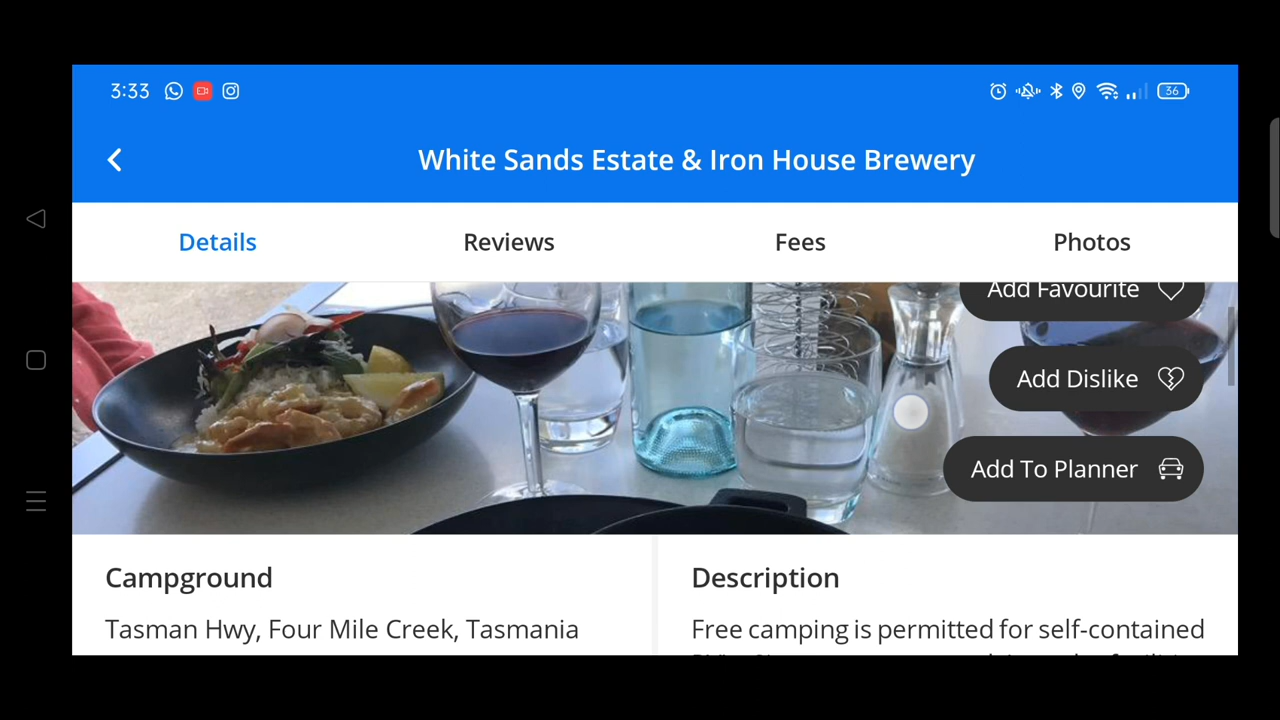 3:33
36
White Sands Estate & Iron House Brewery
Details
Reviews
Fees
Photos
Add Favourite
Add Dislike
Add To Planner
Campground
Tasman Hwy, Four Mile Creek, Tasmania
Description
Free camping is permitted for self-contained